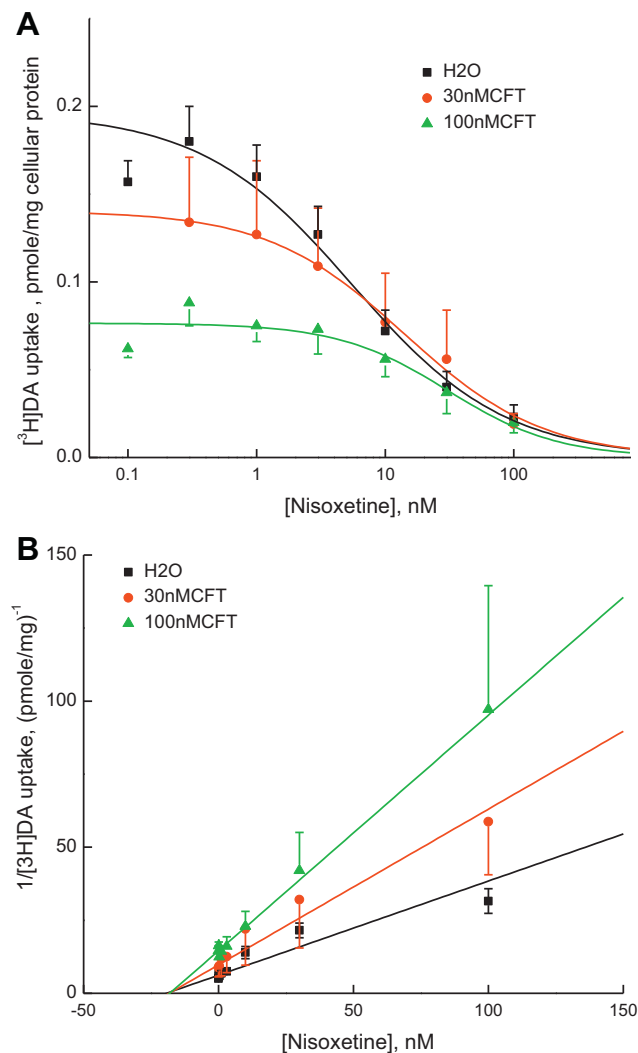 A
H2O
30nMCFT
100nMCFT
[³H]DA uptake , pmole/mg cellular protein
0.2
0.1
0.0
0.1
1
10
100
[Nisoxetine], nM
B
H2O
30nMCFT
100nMCFT
1/[3H]DA uptake, (pmole/mg)⁻¹
150
100
50
0
-50
0
50
100
150
[Nisoxetine], nM